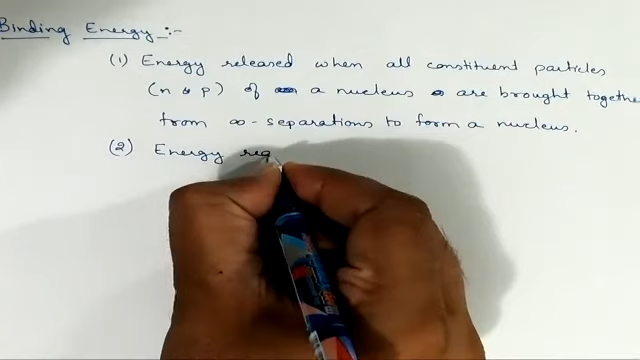 Binding Energy :-
(1) Energy released when all constituent particles
(n & p) of a nucleus are brought togethe
from ∞ - separations to form a nucleus.
(2) Energy req